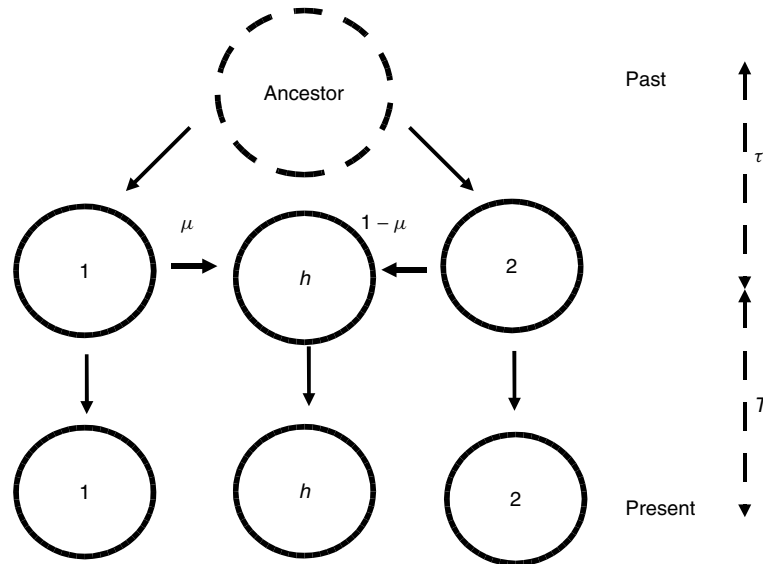 Ancestor
Past
τ
μ
1 − μ
1
h
2
T
1
h
2
Present